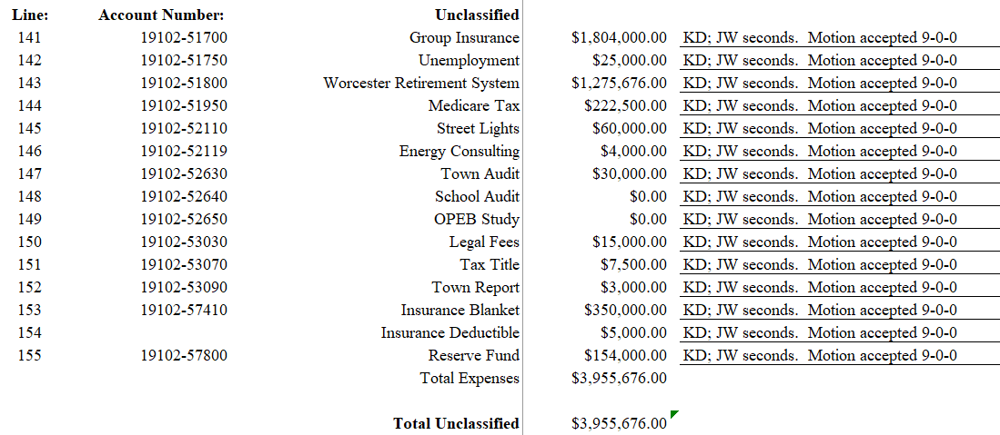 Line: Account Number: Unclassified
141 19102-51700 Group Insurance $1,804,000.00 KD; JW seconds. Motion accepted 9-0-0
142 19102-51750 Unemployment $25,000.00 KD; JW seconds. Motion accepted 9-0-0
143 19102-51800 Worcester Retirement System $1,275,676.00 KD; JW seconds. Motion accepted 9-0-0
144 19102-51950 Medicare Tax $222,500.00 KD; JW seconds. Motion accepted 9-0-0
145 19102-52110 Street Lights $60,000.00 KD; JW seconds. Motion accepted 9-0-0
146 19102-52119 Energy Consulting $4,000.00 KD; JW seconds. Motion accepted 9-0-0
147 19102-52630 Town Audit $30,000.00 KD; JW seconds. Motion accepted 9-0-0
148 19102-52640 School Audit $0.00 KD; JW seconds. Motion accepted 9-0-0
149 19102-52650 OPEB Study $0.00 KD; JW seconds. Motion accepted 9-0-0
150 19102-53030 Legal Fees $15,000.00 KD; JW seconds. Motion accepted 9-0-0
151 19102-53070 Tax Title $7,500.00 KD; JW seconds. Motion accepted 9-0-0
152 19102-53090 Town Report $3,000.00 KD; JW seconds. Motion accepted 9-0-0
153 19102-57410 Insurance Blanket $350,000.00 KD; JW seconds. Motion accepted 9-0-0
154 Insurance Deductible $5,000.00 KD; JW seconds. Motion accepted 9-0-0
155 19102-57800 Reserve Fund $154,000.00 KD; JW seconds. Motion accepted 9-0-0
Total Expenses $3,955,676.00
Total Unclassified $3,955,676.00